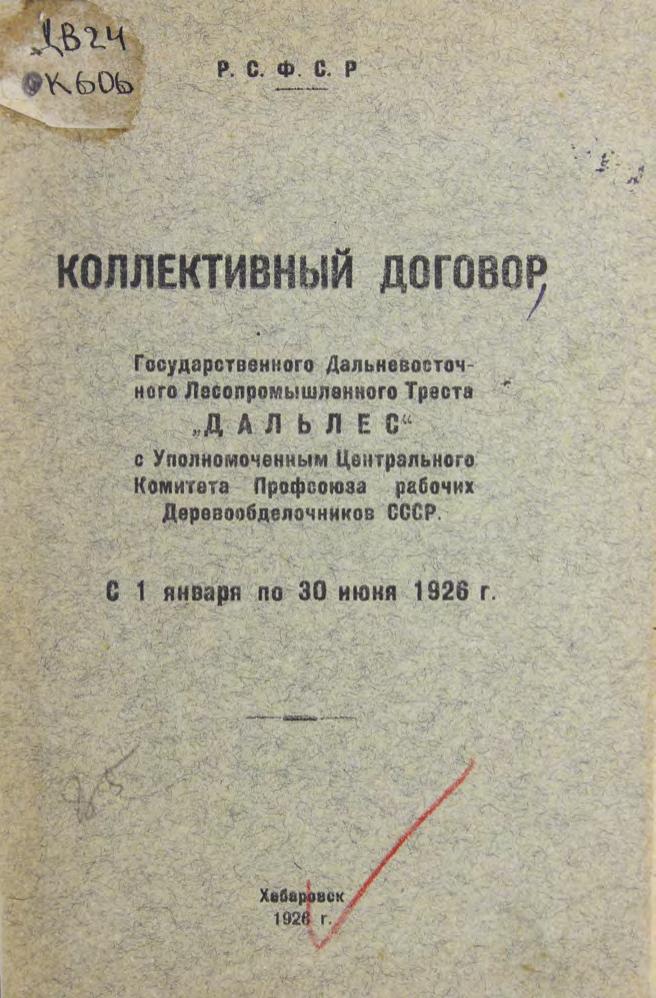 ДВ24
К606
Р. С. Ф. С. Р
КОЛЛЕКТИВНЫЙ ДОГОВОР,
Государственного Дальневосточ-
ного Лесопромышленного Треста
„ДАЛЬЛЕС“
с Уполномоченным Центрального
Комитета Профсоюза рабочих
Деревообделочников СССР.
С 1 января по 30 июня 1926 г.
Хабаровск
1926 г.